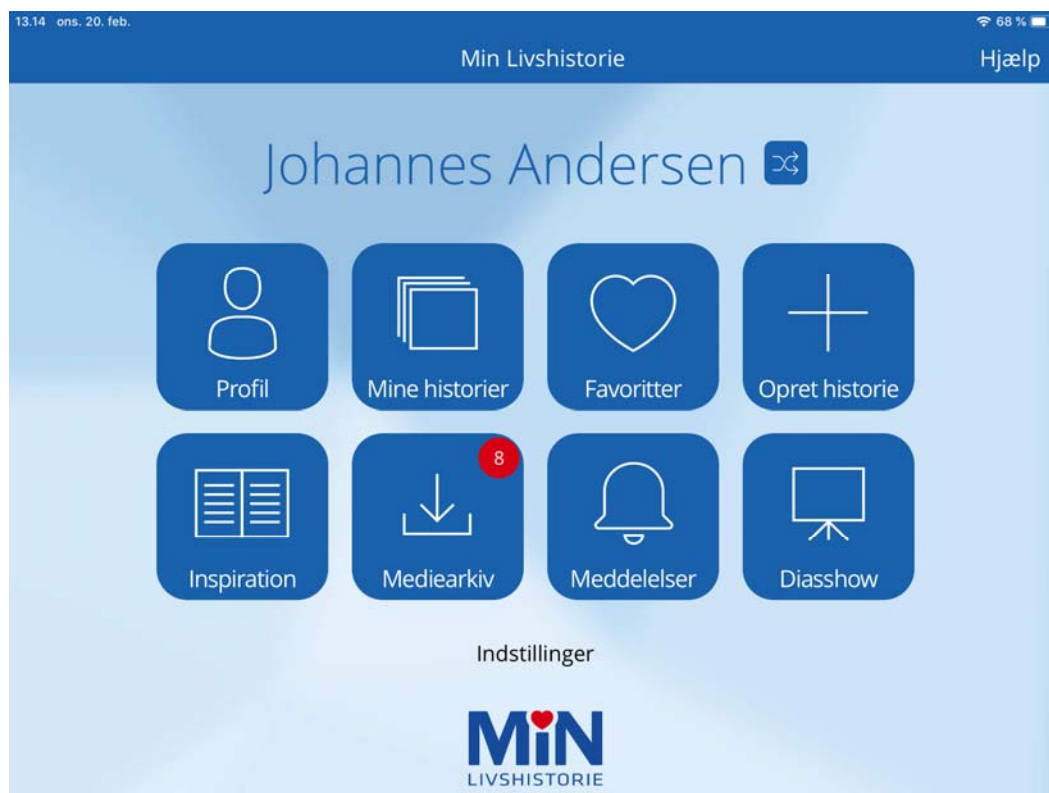 13.14 ons. 20. feb.
68 %
Min Livshistorie
Hjælp
Johannes Andersen
Profil
Mine historier
Favoritter
Opret historie
8
Inspiration
Mediearkiv
Meddelelser
Diasshow
Indstillinger
MiN
LIVSHISTORIE